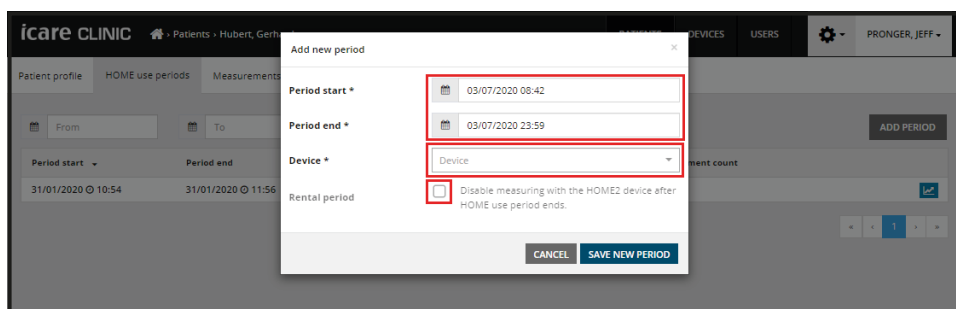 icare CLINIC
› Patients › Hubert, Gerh
DEVICES
USERS
PRONGER, JEFF
Add new period
×
Patient profile
HOME use periods
Measurements
Period start *
03/07/2020 08:42
Period end *
03/07/2020 23:59
From
To
ADD PERIOD
Device *
Device
Period start
Period end
ment count
31/01/2020 10:54
31/01/2020 11:56
Rental period
Disable measuring with the HOME2 device after
HOME use period ends.
« ‹ 1 › »
CANCEL
SAVE NEW PERIOD